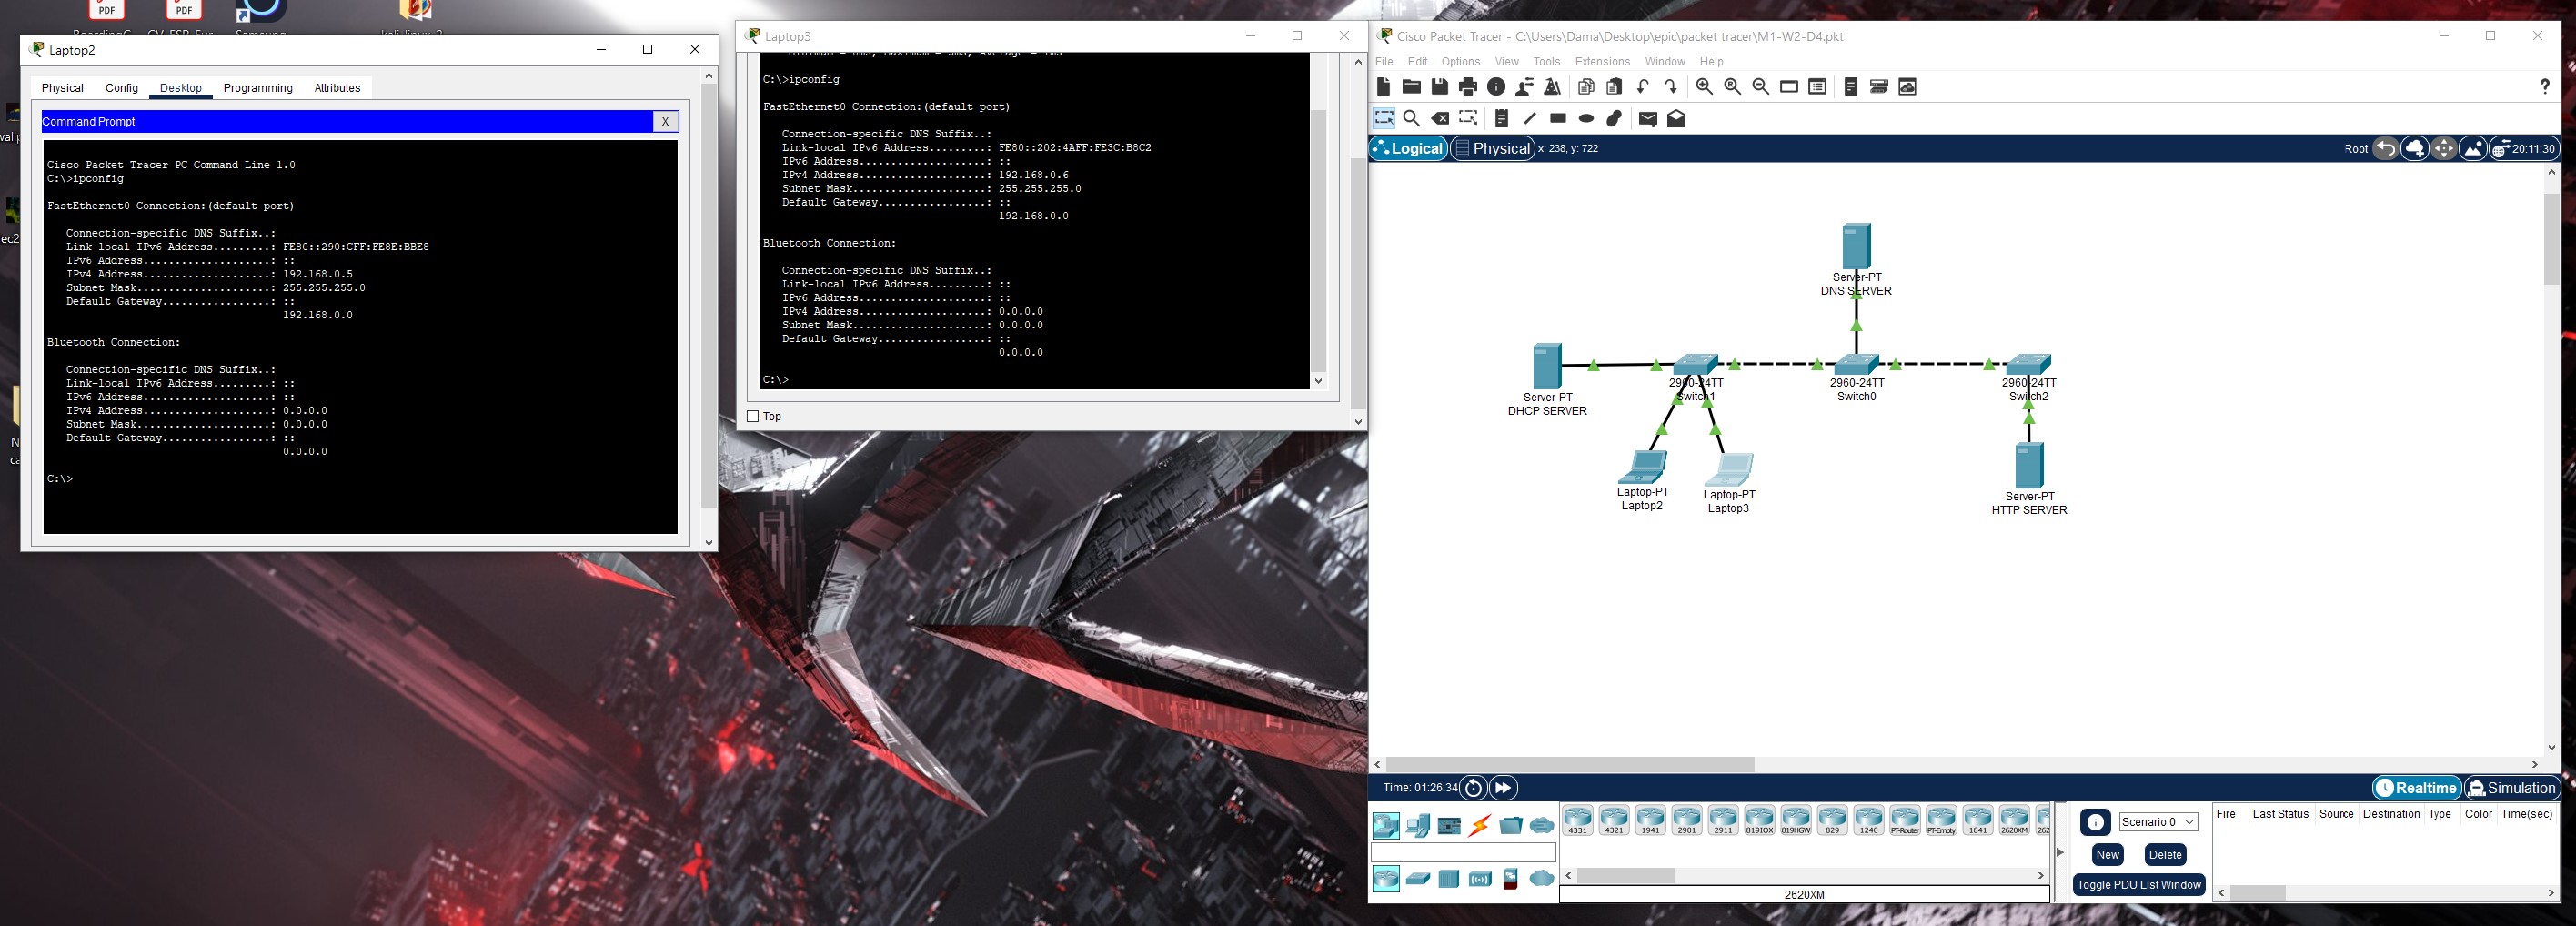 Laptop2
Physical Config Desktop Programming Attributes
Command Prompt X
Cisco Packet Tracer PC Command Line 1.0
C:\>ipconfig
FastEthernet0 Connection:(default port)
Connection-specific DNS Suffix..:
Link-local IPv6 Address.........: FE80::290:CFF:FE8E:BBE8
IPv6 Address....................: ::
IPv4 Address....................: 192.168.0.5
Subnet Mask.....................: 255.255.255.0
Default Gateway.................: ::
192.168.0.0
Bluetooth Connection:
Connection-specific DNS Suffix..:
Link-local IPv6 Address.........: ::
IPv6 Address....................: ::
IPv4 Address....................: 0.0.0.0
Subnet Mask.....................: 0.0.0.0
Default Gateway.................: ::
0.0.0.0
C:\>
Laptop3
C:\>ipconfig
FastEthernet0 Connection:(default port)
Connection-specific DNS Suffix..:
Link-local IPv6 Address.........: FE80::202:4AFF:FE3C:B8C2
IPv6 Address....................: ::
IPv4 Address....................: 192.168.0.6
Subnet Mask.....................: 255.255.255.0
Default Gateway.................: ::
192.168.0.0
Bluetooth Connection:
Connection-specific DNS Suffix..:
Link-local IPv6 Address.........: ::
IPv6 Address....................: ::
IPv4 Address....................: 0.0.0.0
Subnet Mask.....................: 0.0.0.0
Default Gateway.................: ::
0.0.0.0
C:\>
Top
Cisco Packet Tracer - C:\Users\Dama\Desktop\epic\packet tracer\M1-W2-D4.pkt
File Edit Options View Tools Extensions Window Help
Logical Physical x: 238, y: 722 Root 20:11:30
Server-PT
DNS SERVER
Server-PT
DHCP SERVER
2960-24TT
Switch1
2960-24TT
Switch0
2960-24TT
Switch2
Laptop-PT
Laptop2
Laptop-PT
Laptop3
Server-PT
HTTP SERVER
Time: 01:26:34 Realtime Simulation
4331 4321 1941 2901 2911 819IOX 819HGW 829 1240 PT-Router PT-Empty 1841 2620XM
2620XM
Scenario 0
New Delete
Toggle PDU List Window
Fire Last Status Source Destination Type Color Time(sec)
PDF PDF